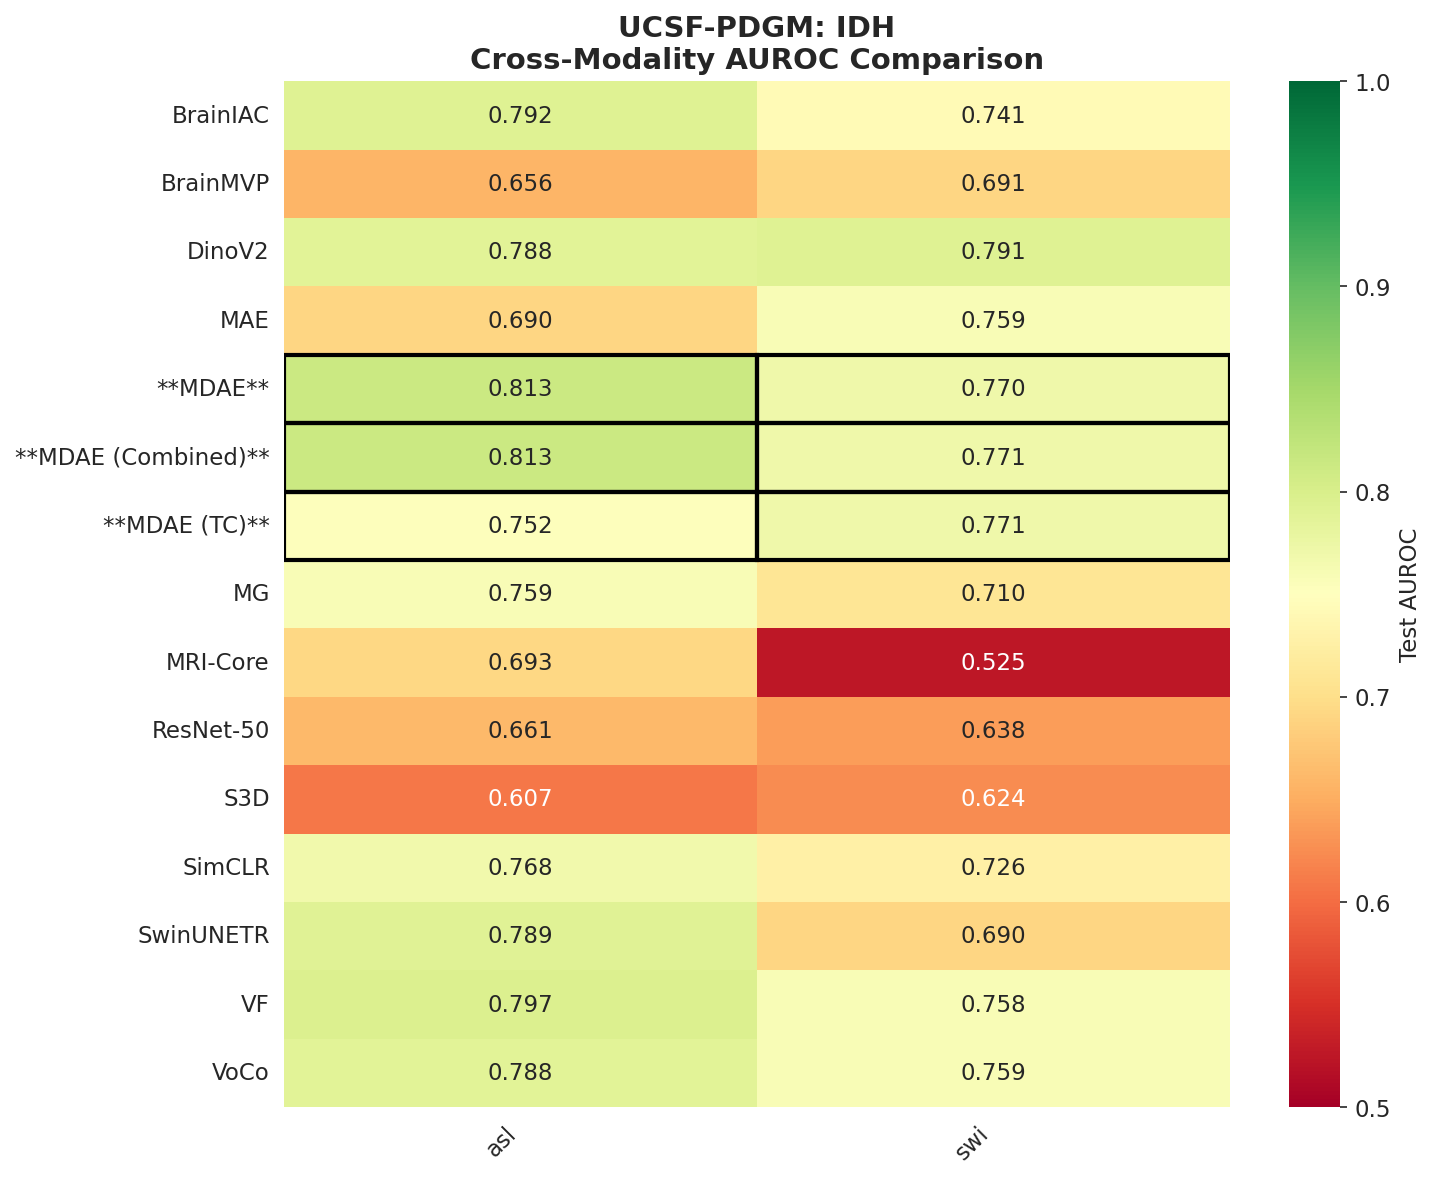 UCSF-PDGM: IDH
Cross-Modality AUROC Comparison
BrainIAC 0.792 0.741
BrainMVP 0.656 0.691
DinoV2 0.788 0.791
MAE 0.690 0.759
**MDAE** 0.813 0.770
**MDAE (Combined)** 0.813 0.771
**MDAE (TC)** 0.752 0.771
MG 0.759 0.710
MRI-Core 0.693 0.525
ResNet-50 0.661 0.638
S3D 0.607 0.624
SimCLR 0.768 0.726
SwinUNETR 0.789 0.690
VF 0.797 0.758
VoCo 0.788 0.759
asl swi
1.0
0.9
0.8
0.7
0.6
0.5
Test AUROC